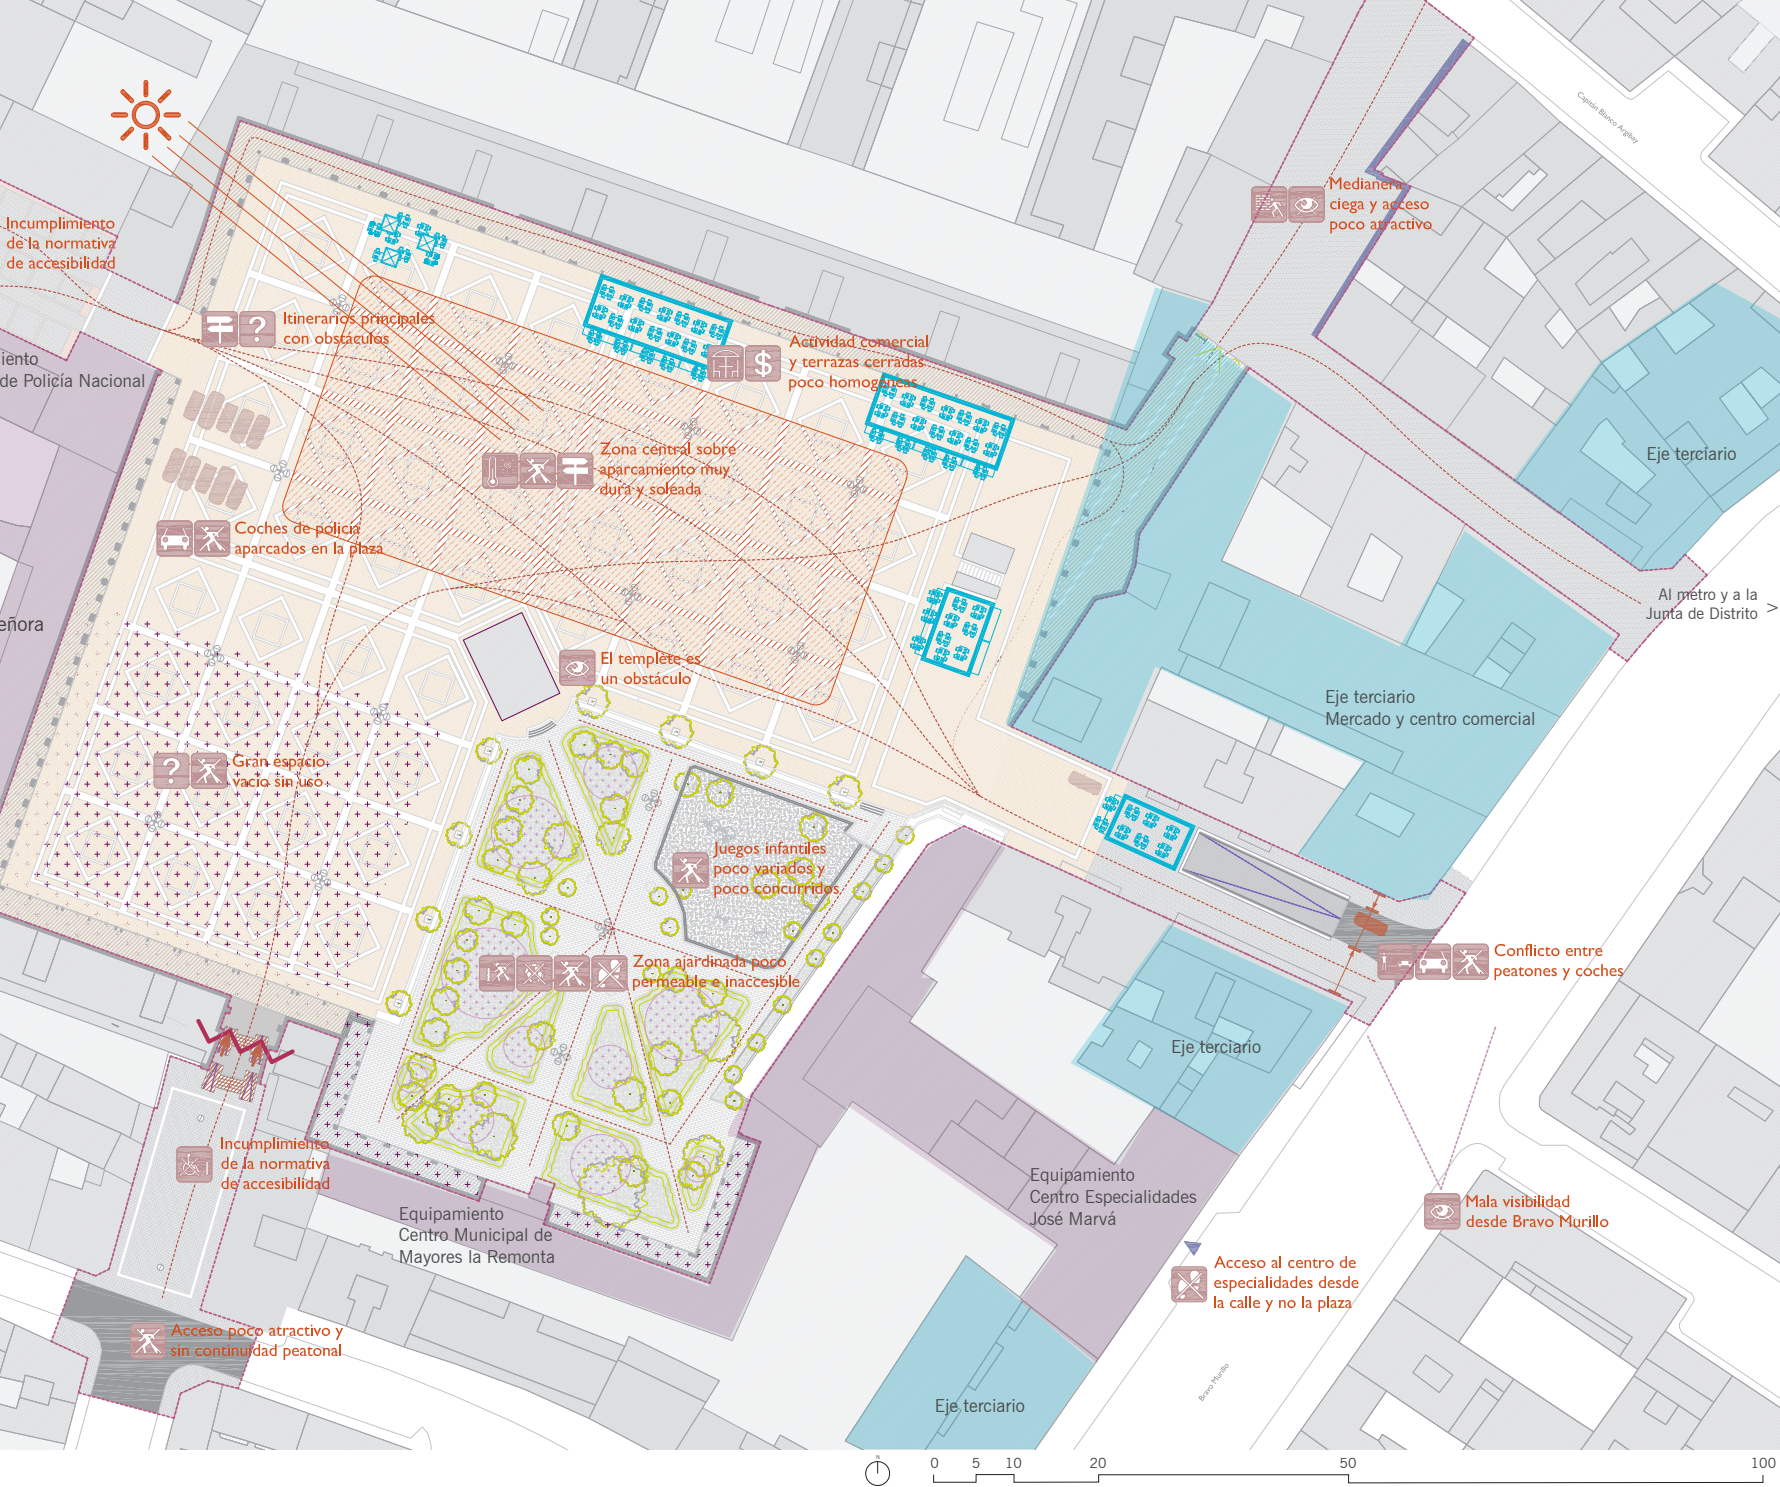 Capitán Blanco Argibay
Medianera
ciega y acceso
poco atractivo
Incumplimiento
de la normativa
de accesibilidad
Itinerarios principales
con obstáculos
Actividad comercial
y terrazas cerradas
poco homogéneas
iento
de Policía Nacional
Zona central sobre
aparcamiento muy
dura y soleada
Eje terciario
Coches de policía
aparcados en la plaza
Al metro y a la
Junta de Distrito >
eñora
El templete es
un obstáculo
Eje terciario
Mercado y centro comercial
Gran espacio
vacío sin uso
Juegos infantiles
poco variados y
poco concurridos
Zona ajardinada poco
permeable e inaccesible
Conflicto entre
peatones y coches
Eje terciario
Incumplimiento
de la normativa
de accesibilidad
Equipamiento
Centro Especialidades
José Marvá
Mala visibilidad
desde Bravo Murillo
Equipamiento
Centro Municipal de
Mayores la Remonta
Acceso al centro de
especialidades desde
la calle y no la plaza
Acceso poco atractivo y
sin continuidad peatonal
Bravo Murillo
Eje terciario
N
0 5 10 20 50 100